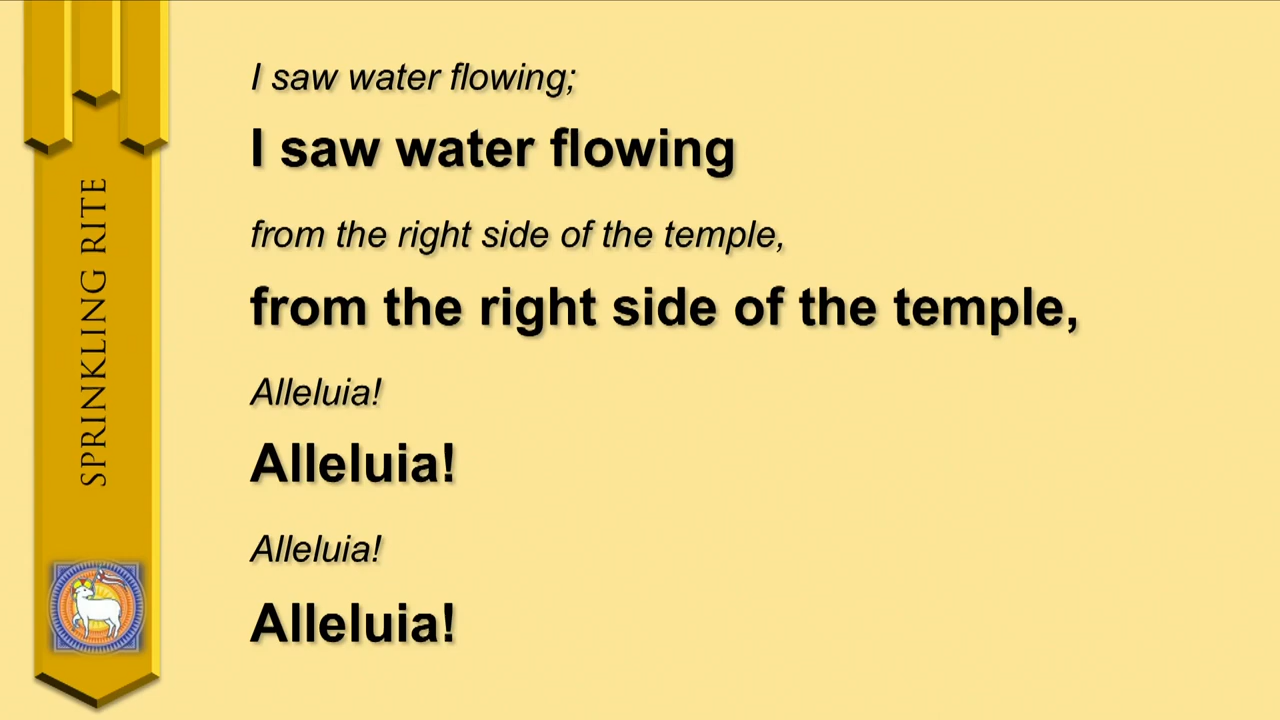 SPRINKLING RITE
I saw water flowing;
I saw water flowing
from the right side of the temple,
from the right side of the temple,
Alleluia!
Alleluia!
Alleluia!
Alleluia!